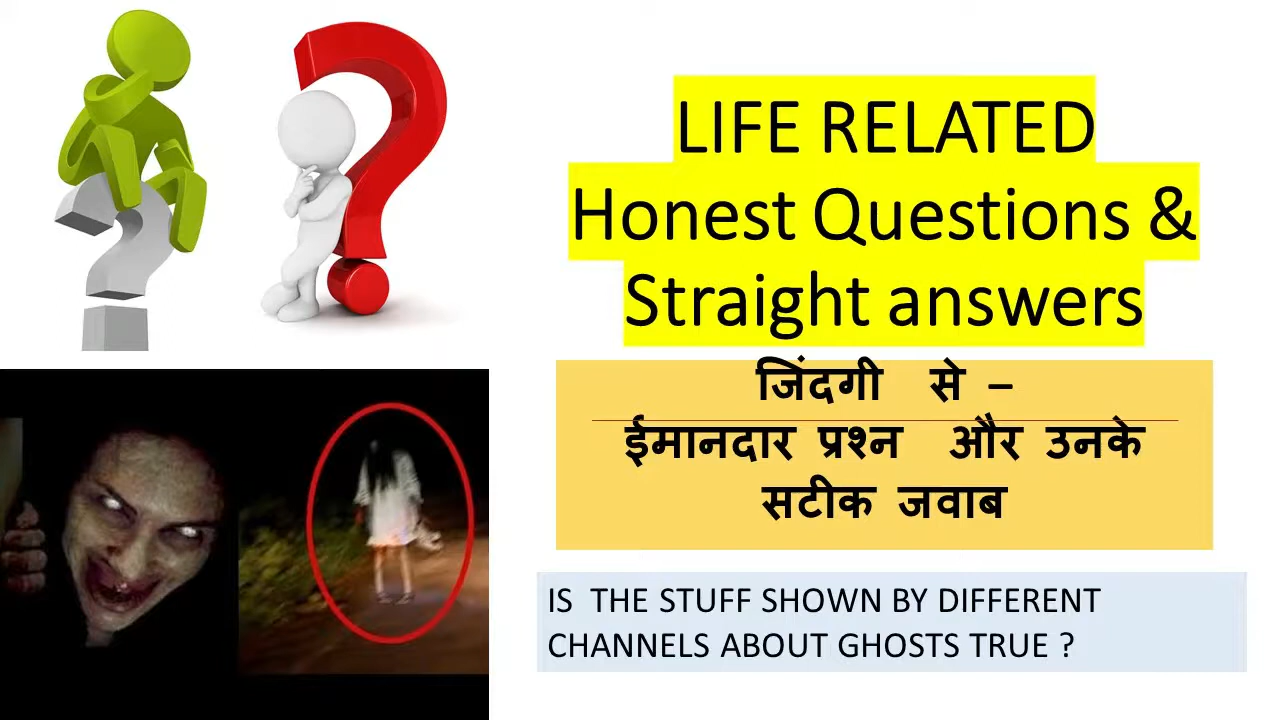 LIFE RELATED
Honest Questions &
Straight answers
जिंदगी से –
ईमानदार प्रश्न और उनके
सटीक जवाब
IS THE STUFF SHOWN BY DIFFERENT
CHANNELS ABOUT GHOSTS TRUE ?